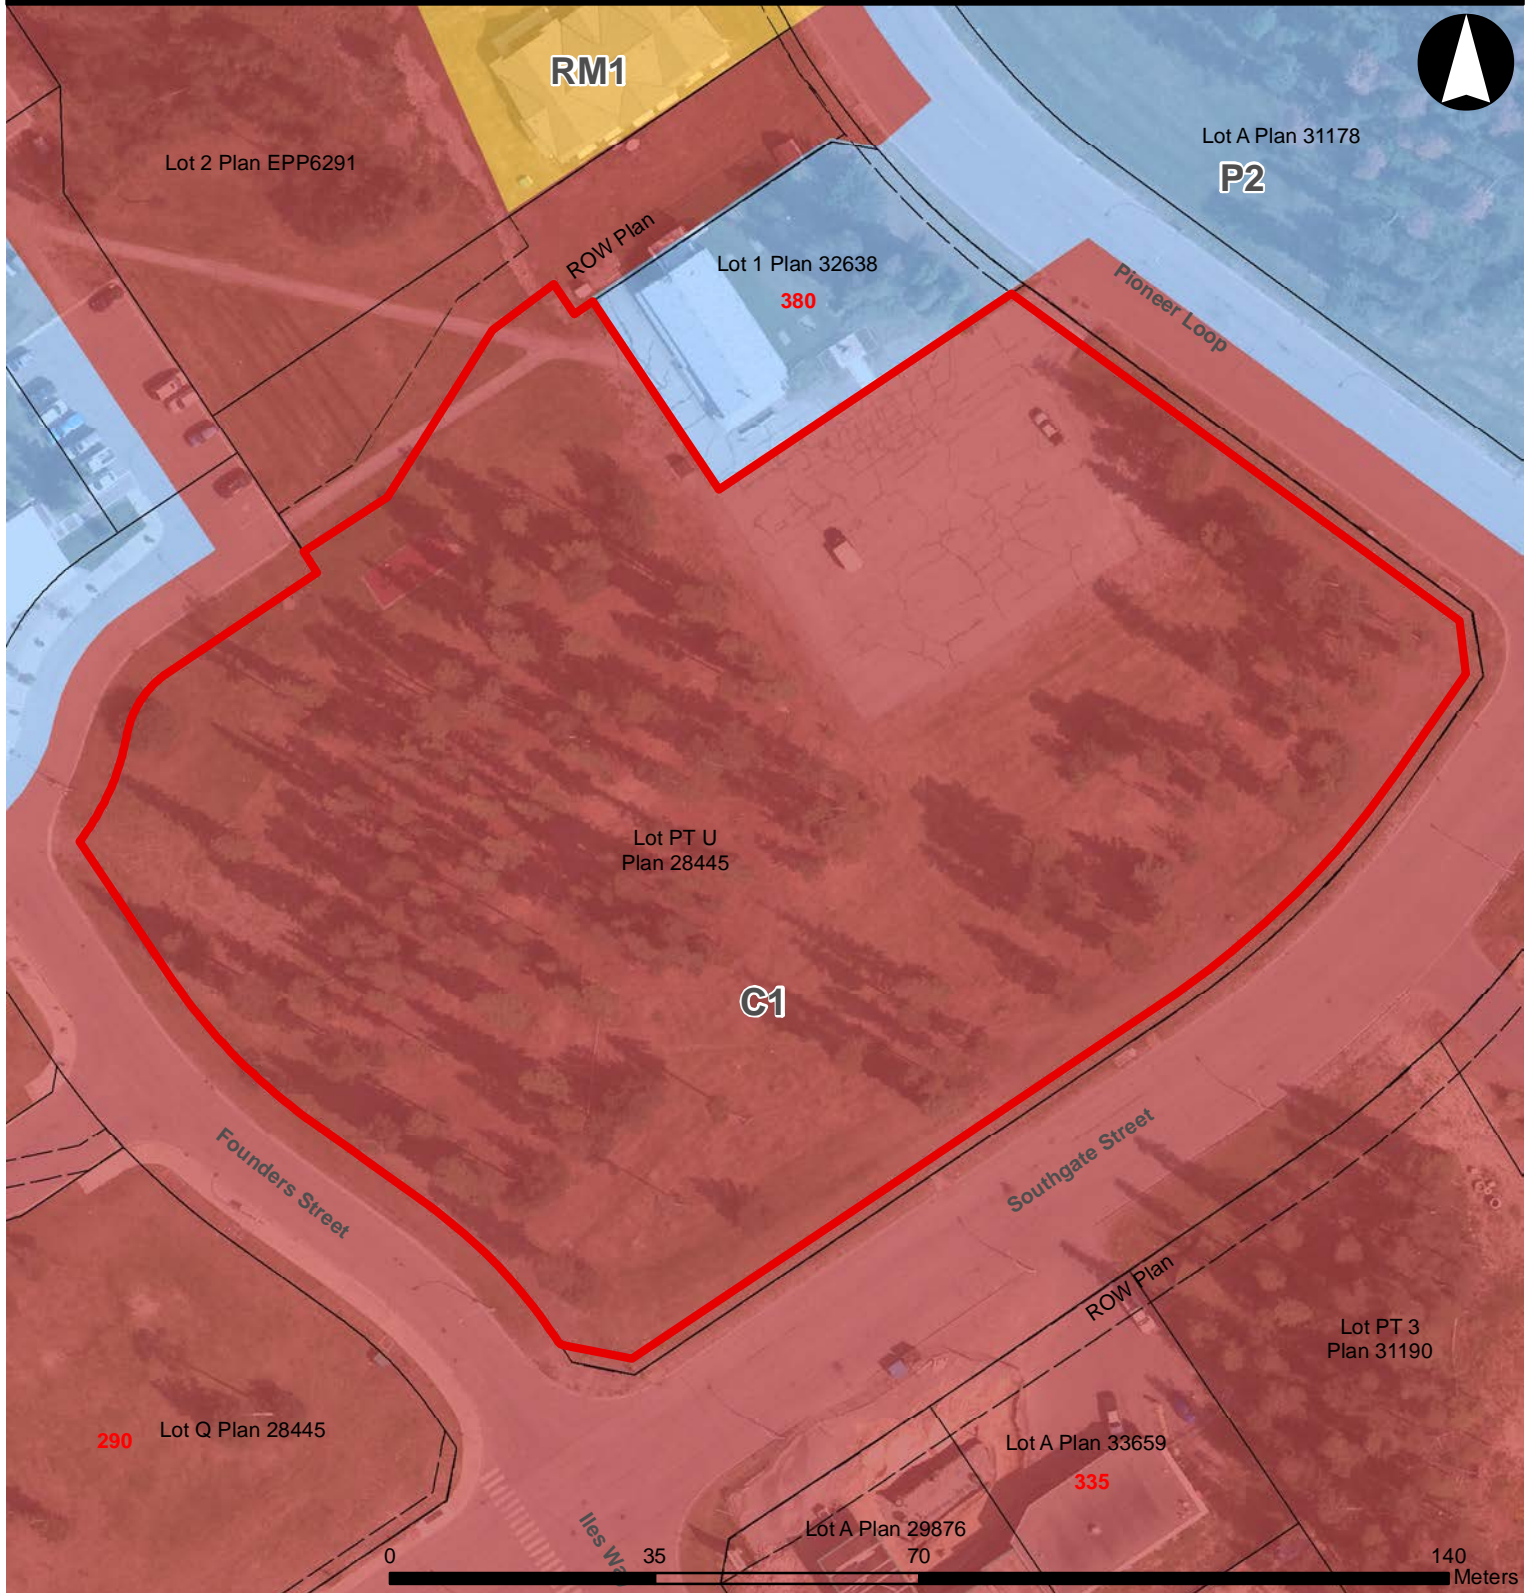 RM1
Lot A Plan 31178
Lot 2 Plan EPP6291
P2
ROW Plan
Lot 1 Plan 32638
380
Pioneer Loop
Lot PT U
Plan 28445
C1
Founders Street
Southgate Street
ROW Plan
Lot PT 3
Plan 31190
290
Lot Q Plan 28445
Lot A Plan 33659
335
Lot A Plan 29876
Iles Wa
0 35 70 140
Meters